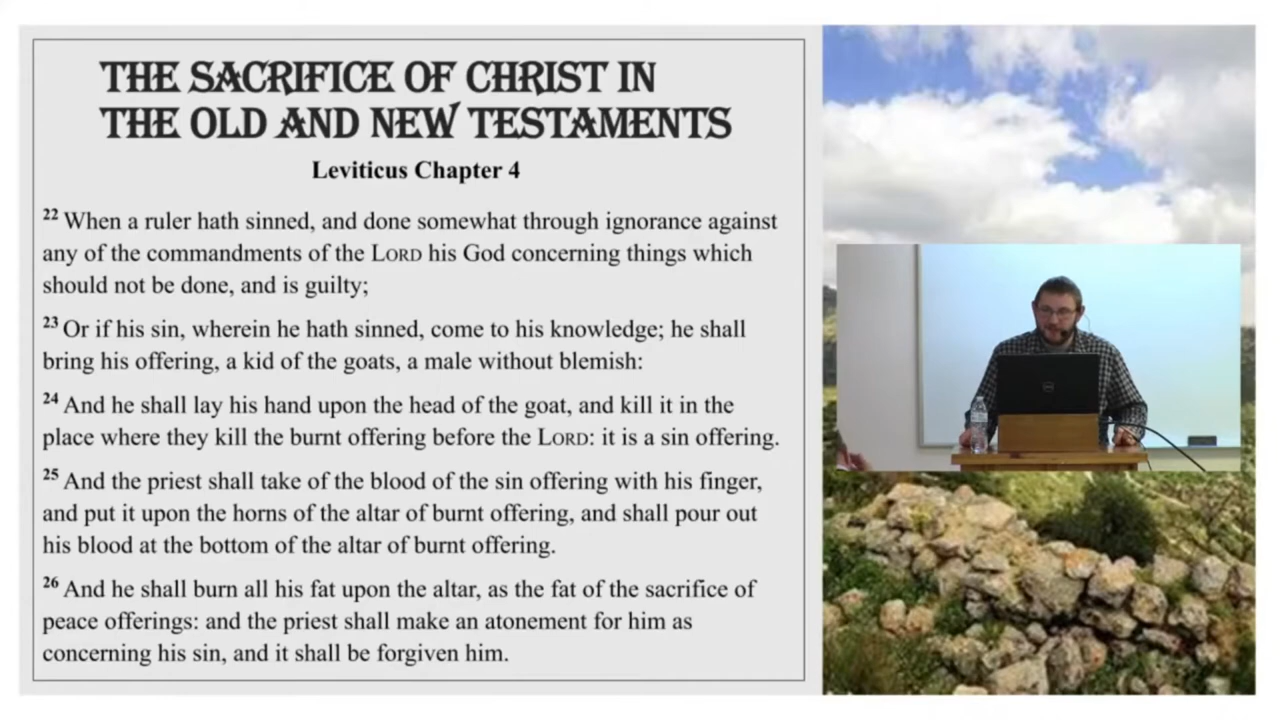 THE SACRIFICE OF CHRIST IN
THE OLD AND NEW TESTAMENTS
Leviticus Chapter 4
22 When a ruler hath sinned, and done somewhat through ignorance against
any of the commandments of the LORD his God concerning things which
should not be done, and is guilty;
23 Or if his sin, wherein he hath sinned, come to his knowledge; he shall
bring his offering, a kid of the goats, a male without blemish:
24 And he shall lay his hand upon the head of the goat, and kill it in the
place where they kill the burnt offering before the LORD: it is a sin offering.
25 And the priest shall take of the blood of the sin offering with his finger,
and put it upon the horns of the altar of burnt offering, and shall pour out
his blood at the bottom of the altar of burnt offering.
26 And he shall burn all his fat upon the altar, as the fat of the sacrifice of
peace offerings: and the priest shall make an atonement for him as
concerning his sin, and it shall be forgiven him.